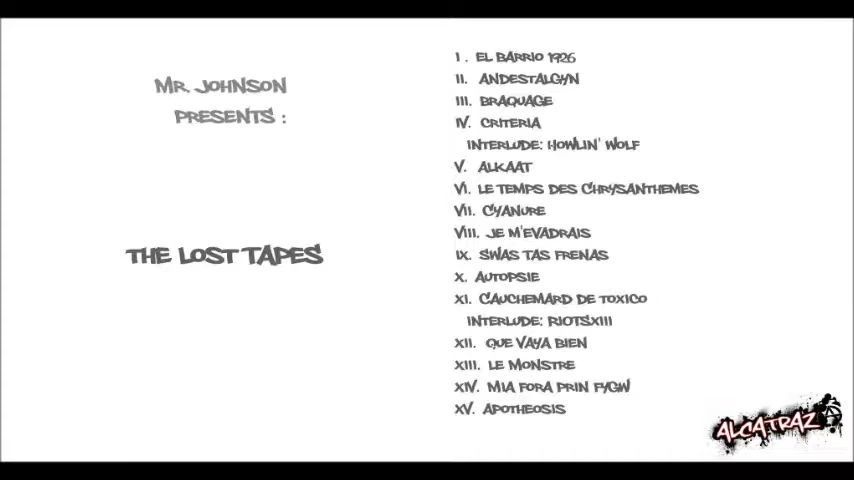 MR. JOHNSON
PRESENTS :
THE LOST TAPES
I . EL BARRIO 1926
II. ANDESTALGYN
III. BRAQUAGE
IV. CRITERIA
INTERLUDE: HOWLIN' WOLF
V. ALKAAT
VI. LE TEMPS DES CHRYSANTHEMES
VII. CYANURE
VIII. JE M'EVADRAIS
IX. SWAS TAS FRENAS
X. AUTOPSIE
XI. CAUCHEMARD DE TOXICO
INTERLUDE: RIOTSXIII
XII. QUE VAYA BIEN
XIII. LE MONSTRE
XIV. MIA FORA PRIN FYGW
XV. APOTHEOSIS
ALCATRAZ